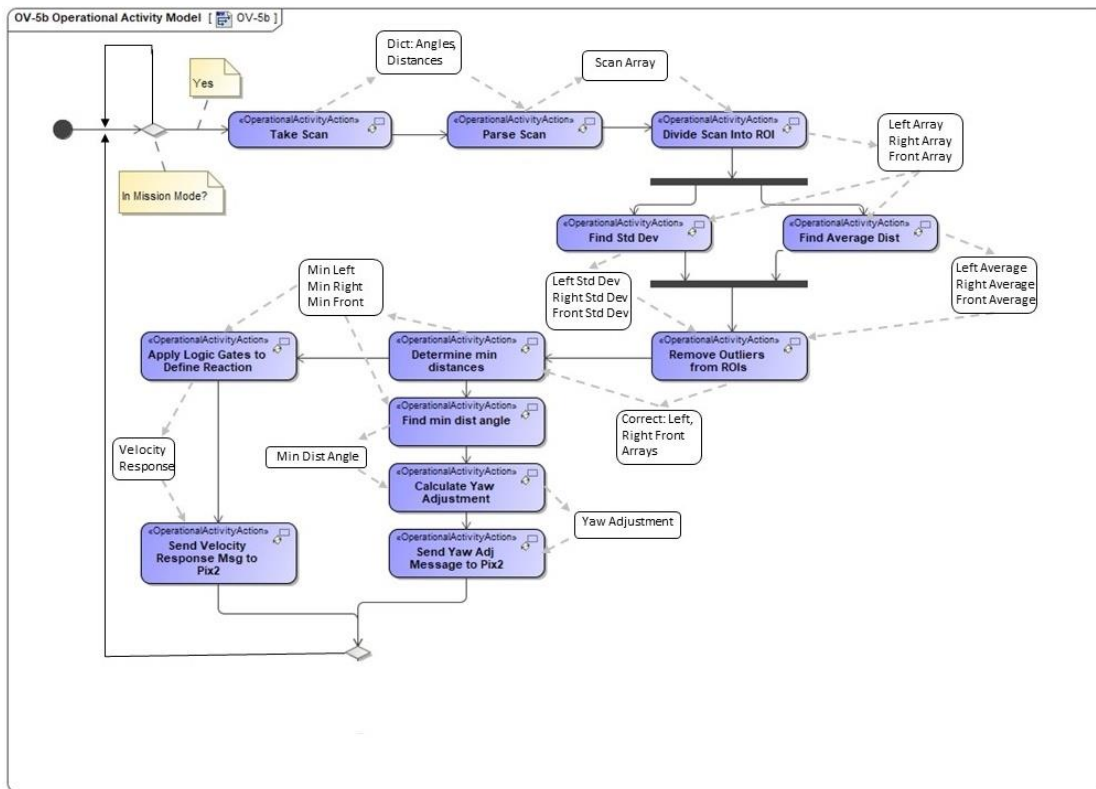 OV-5b Operational Activity Model [ OV-5b ]
Dict: Angles,
Distances
Scan Array
Yes
«OperationalActivityAction»
Take Scan
«OperationalActivityAction»
Parse Scan
«OperationalActivityAction»
Divide Scan Into ROI
Left Array
Right Array
Front Array
In Mission Mode?
«OperationalActivityAction»
Find Std Dev
«OperationalActivityAction»
Find Average Dist
Min Left
Min Right
Min Front
Left Std Dev
Right Std Dev
Front Std Dev
Left Average
Right Average
Front Average
«OperationalActivityAction»
Apply Logic Gates to
Define Reaction
«OperationalActivityAction»
Determine min
distances
«OperationalActivityAction»
Remove Outliers
from ROIs
«OperationalActivityAction»
Find min dist angle
Correct: Left,
Right Front
Arrays
Velocity
Response
Min Dist Angle
«OperationalActivityAction»
Calculate Yaw
Adjustment
Yaw Adjustment
«OperationalActivityAction»
Send Velocity
Response Msg to
Pix2
«OperationalActivityAction»
Send Yaw Adj
Message to Pix2